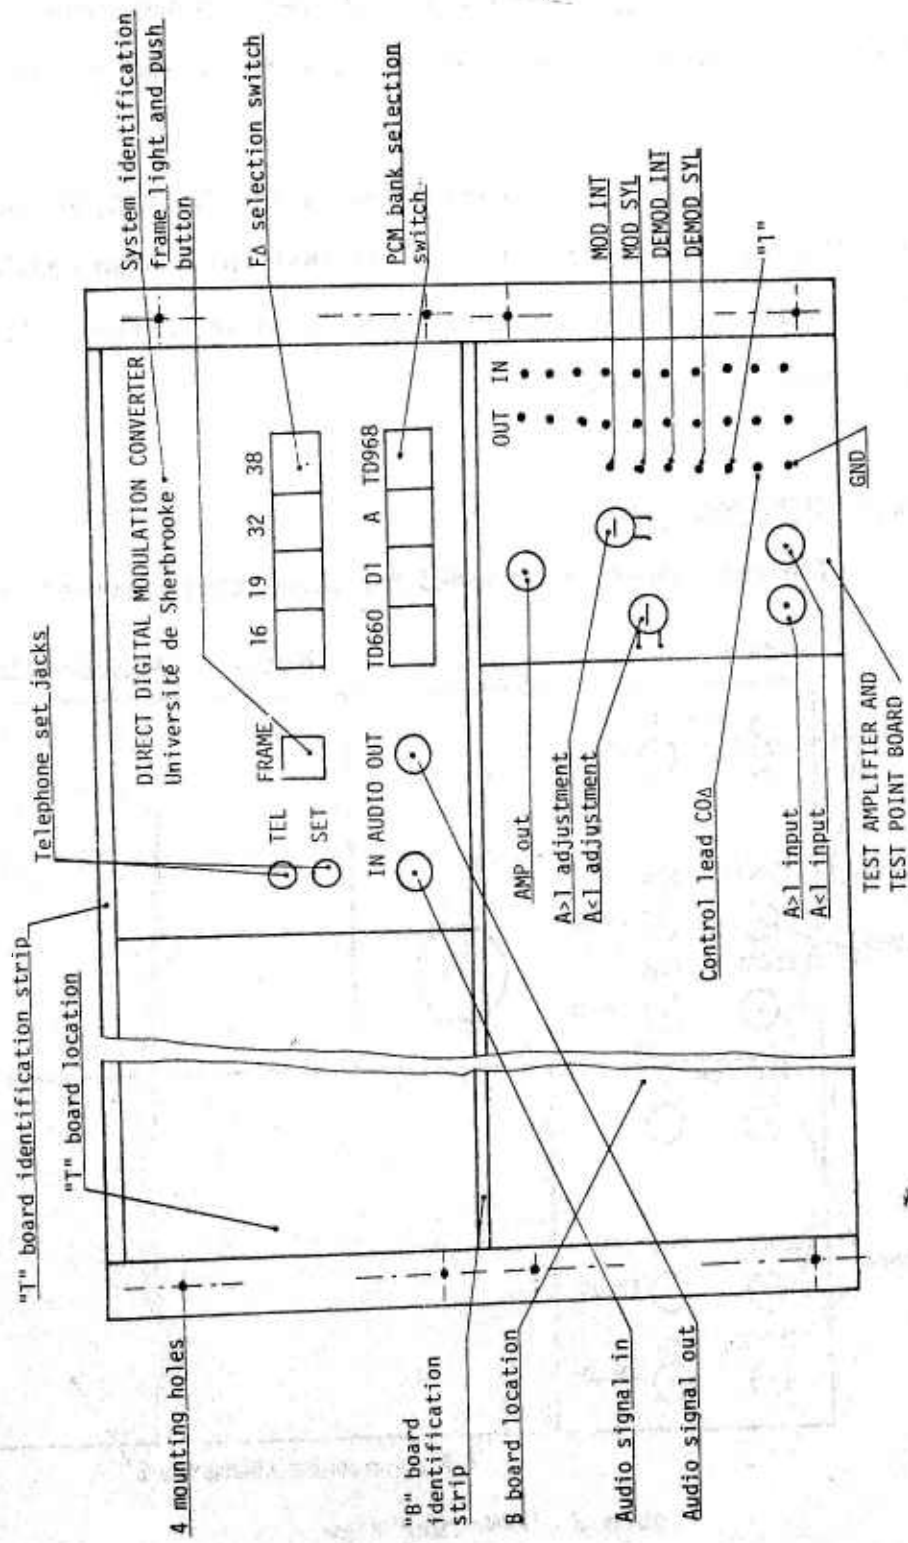 "T" board identification strip
"T" board location
Telephone set jacks
System identification
frame light and push
button
F∆ selection switch
PCM bank selection
switch
DIRECT DIGITAL MODULATION CONVERTER
Université de Sherbrooke
TEL
SET
FRAME
16 19 32 38
IN AUDIO OUT
TD660 D1 A TD968
OUT IN
4 mounting holes
"B" board
identification
strip
B board location
Audio signal in
Audio signal out
AMP out
A>1 adjustment
A<1 adjustment
Control lead CO∆
A>1 input
A<1 input
MOD INT
MOD SYL
DEMOD INT
DEMOD SYL
"1"
GND
TEST AMPLIFIER AND
TEST POINT BOARD